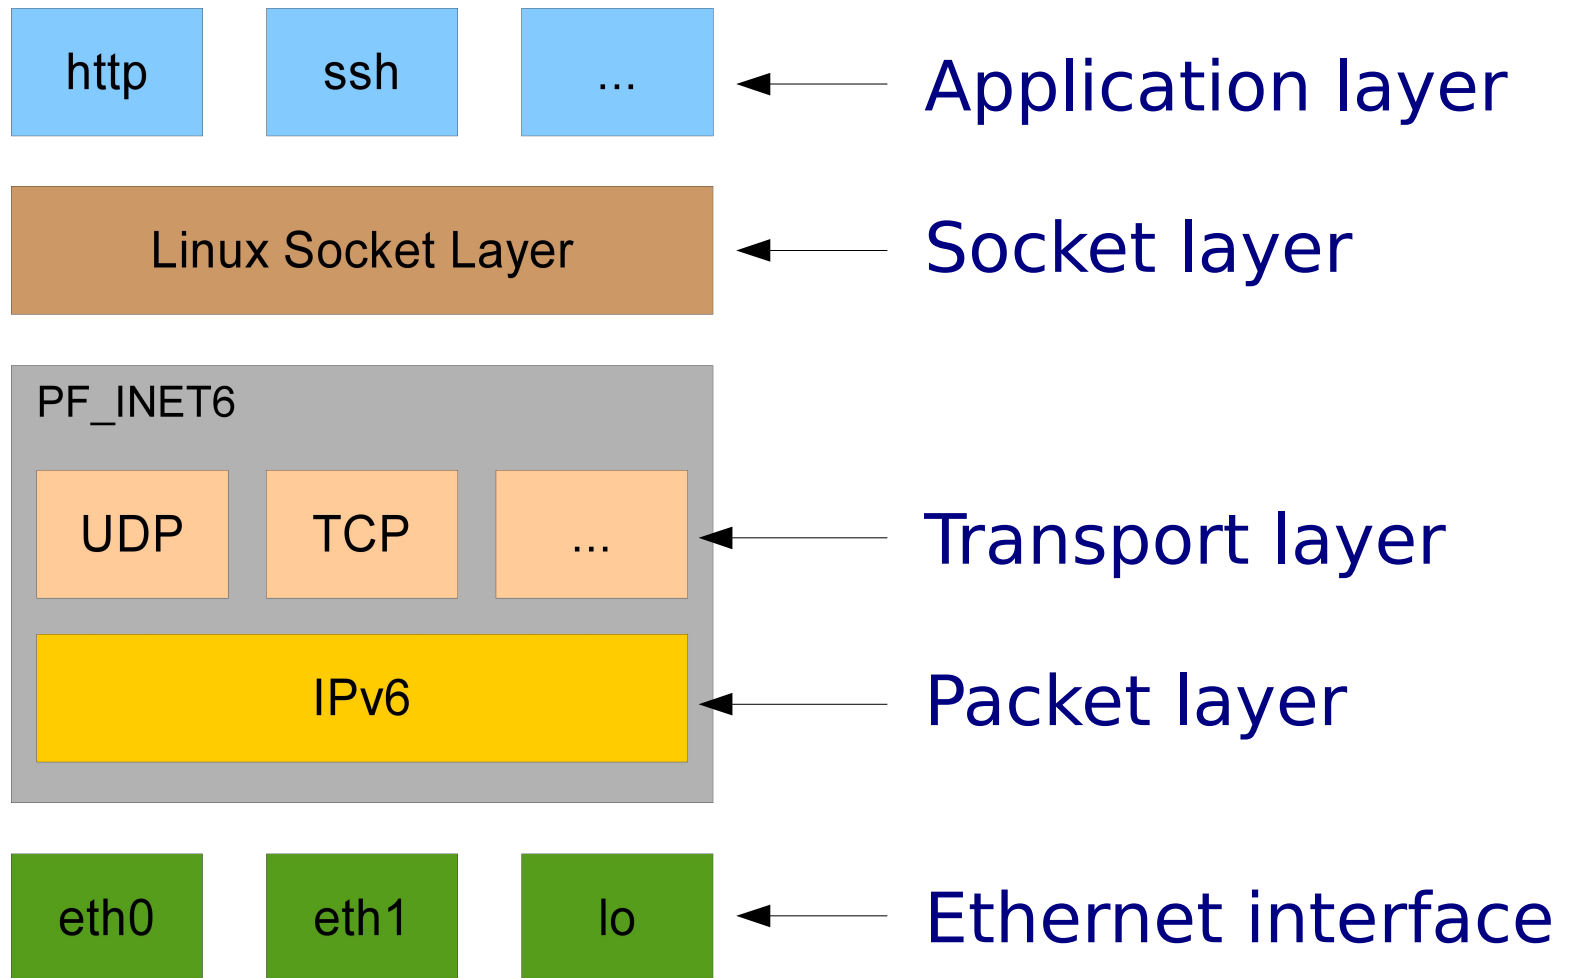 http ssh ... Application layer
Linux Socket Layer Socket layer
PF_INET6
UDP TCP ... Transport layer
IPv6 Packet layer
eth0 eth1 lo Ethernet interface